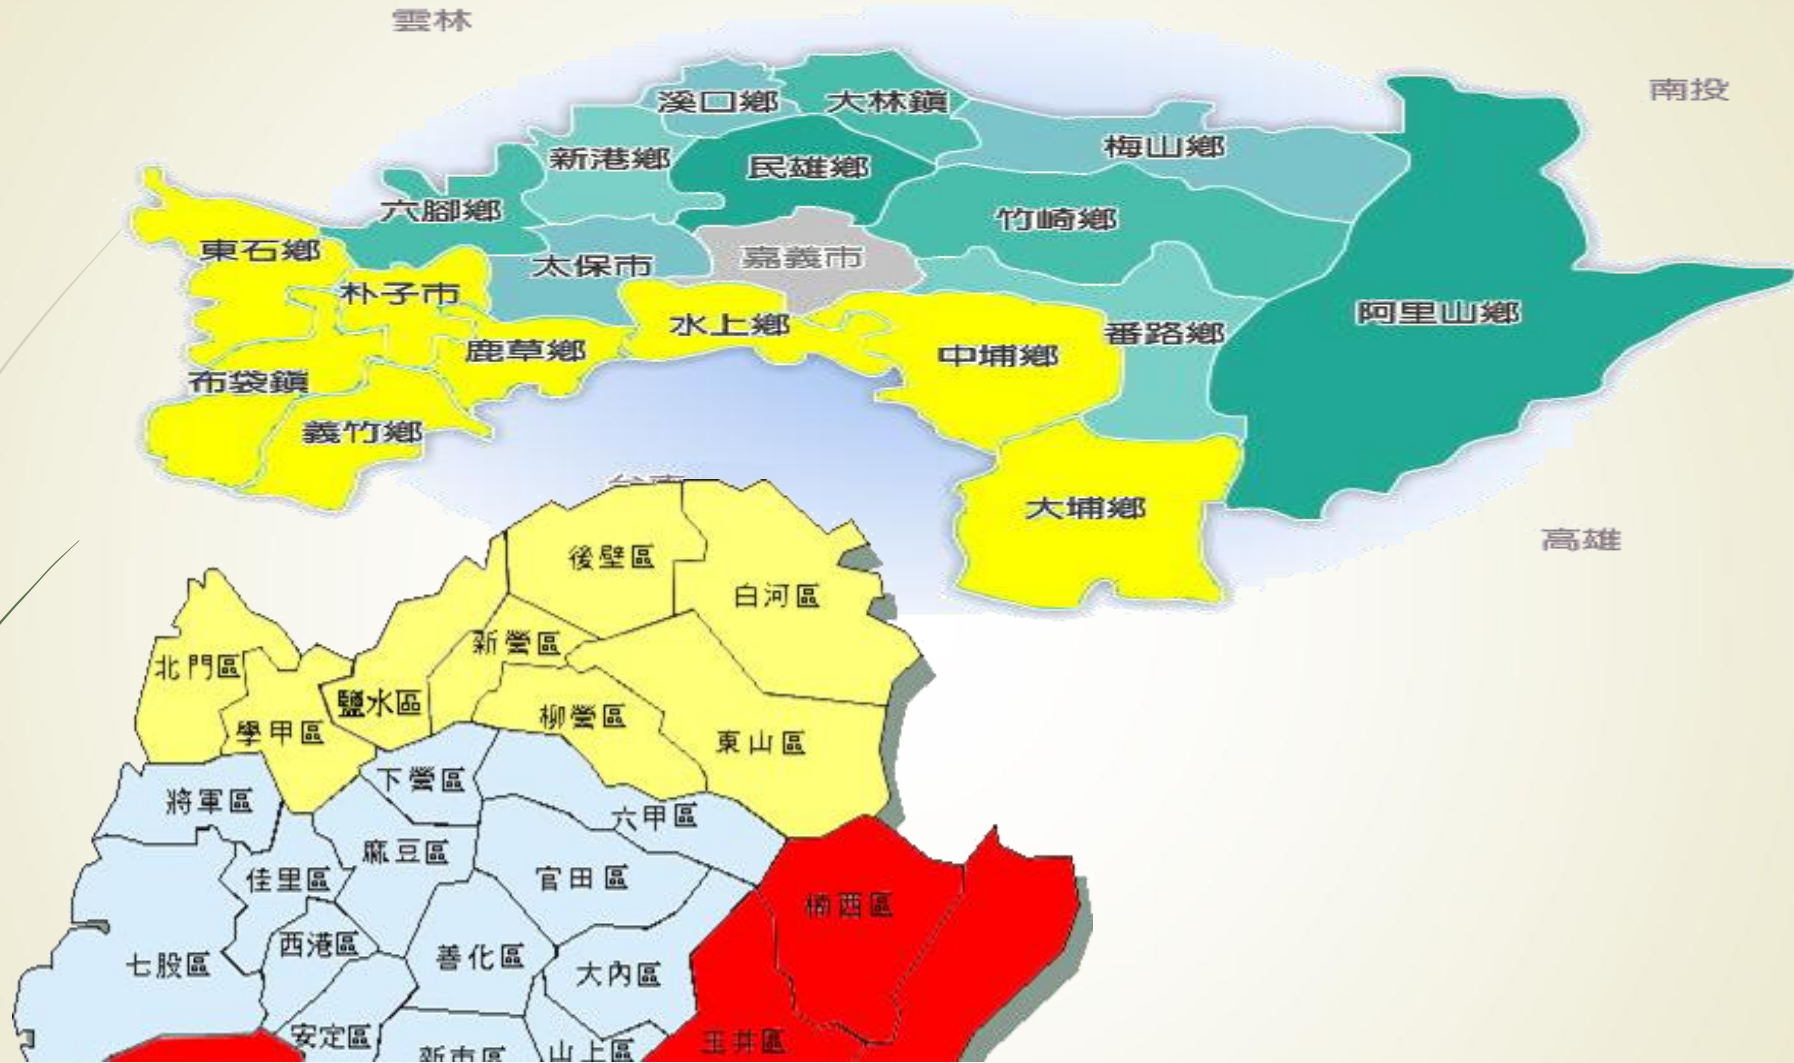 雲林
南投
溪口鄉
大林鎮
梅山鄉
新港鄉
民雄鄉
六腳鄉
竹崎鄉
東石鄉
太保市
嘉義市
朴子市
阿里山鄉
水上鄉
番路鄉
鹿草鄉
中埔鄉
布袋鎮
義竹鄉
大埔鄉
高雄
後壁區
白河區
新營區
北門區
鹽水區
柳營區
學甲區
東山區
下營區
將軍區
六甲區
麻豆區
佳里區
官田區
楠西區
西港區
善化區
七股區
大內區
安定區
玉井區
山上區
新市區